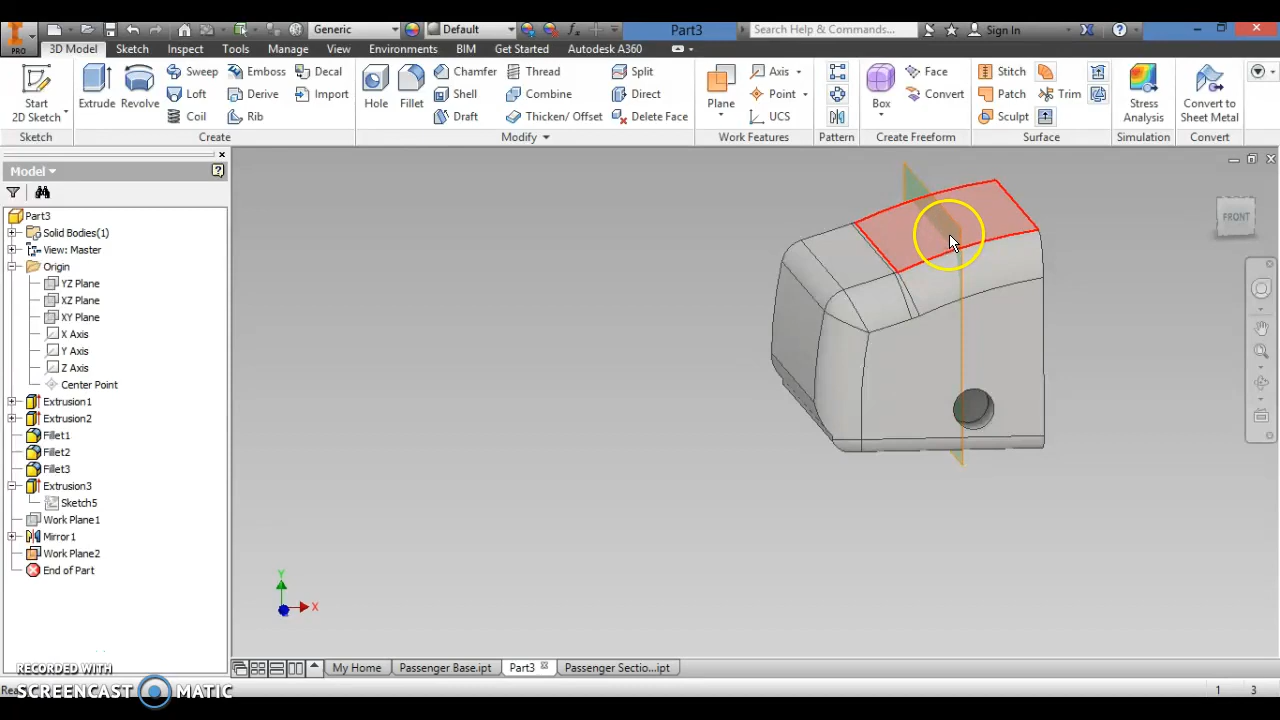 PRO Generic Default Part3 Search Help & Commands... Sign In
3D Model Sketch Inspect Tools Manage View Environments BIM Get Started Autodesk A360
Start 2D Sketch Extrude Revolve Sweep Emboss Decal Hole Fillet Chamfer Thread Split Plane Axis Box Face Stitch Stress Analysis Convert to Sheet Metal
Loft Derive Import Shell Combine Direct Point Convert Patch Trim
Coil Rib Draft Thicken/ Offset Delete Face UCS Sculpt
Sketch Create Modify Work Features Pattern Create Freeform Surface Simulation Convert
Model
Part3
Solid Bodies(1)
View: Master
Origin
YZ Plane
XZ Plane
XY Plane
X Axis
Y Axis
Z Axis
Center Point
Extrusion1
Extrusion2
Fillet1
Fillet2
Fillet3
Extrusion3
Sketch5
Work Plane1
Mirror1
Work Plane2
End of Part
FRONT
Y
X
RECORDED WITH
SCREENCAST MATIC
My Home Passenger Base.ipt Part3 Passenger Sectio...ipt
1 3